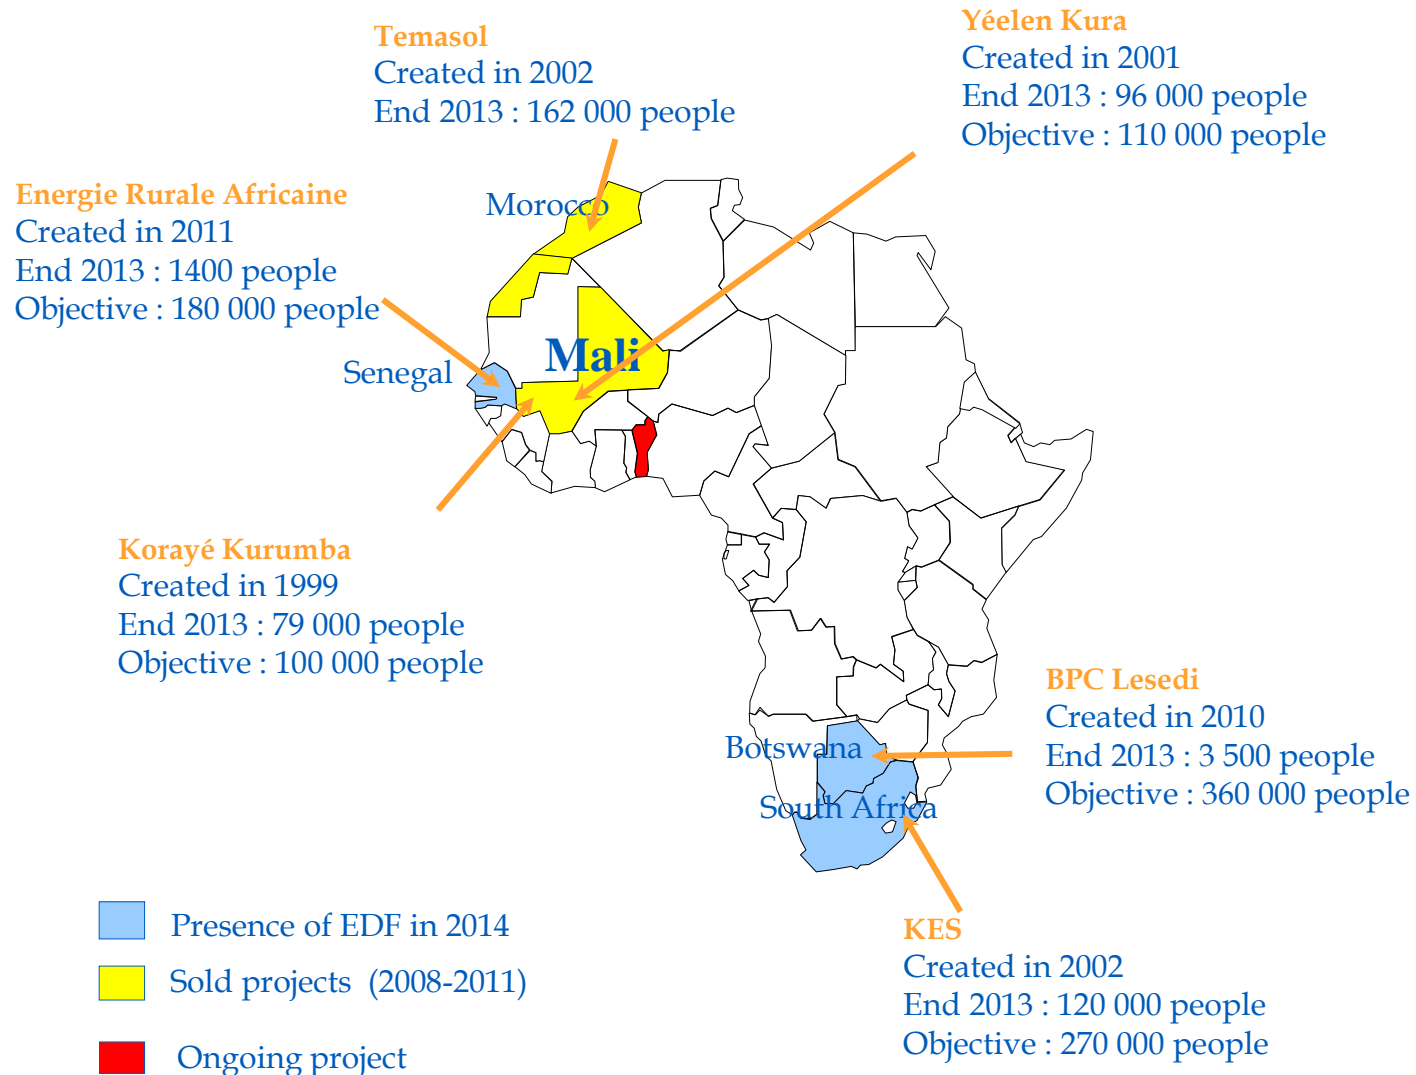 Temasol
Created in 2002
End 2013 : 162 000 people
Yéelen Kura
Created in 2001
End 2013 : 96 000 people
Objective : 110 000 people
Energie Rurale Africaine
Created in 2011
End 2013 : 1400 people
Objective : 180 000 people
Morocco
Senegal
Mali
Korayé Kurumba
Created in 1999
End 2013 : 79 000 people
Objective : 100 000 people
BPC Lesedi
Created in 2010
End 2013 : 3 500 people
Objective : 360 000 people
Botswana
South Africa
KES
Created in 2002
End 2013 : 120 000 people
Objective : 270 000 people
Presence of EDF in 2014
Sold projects (2008-2011)
Ongoing project